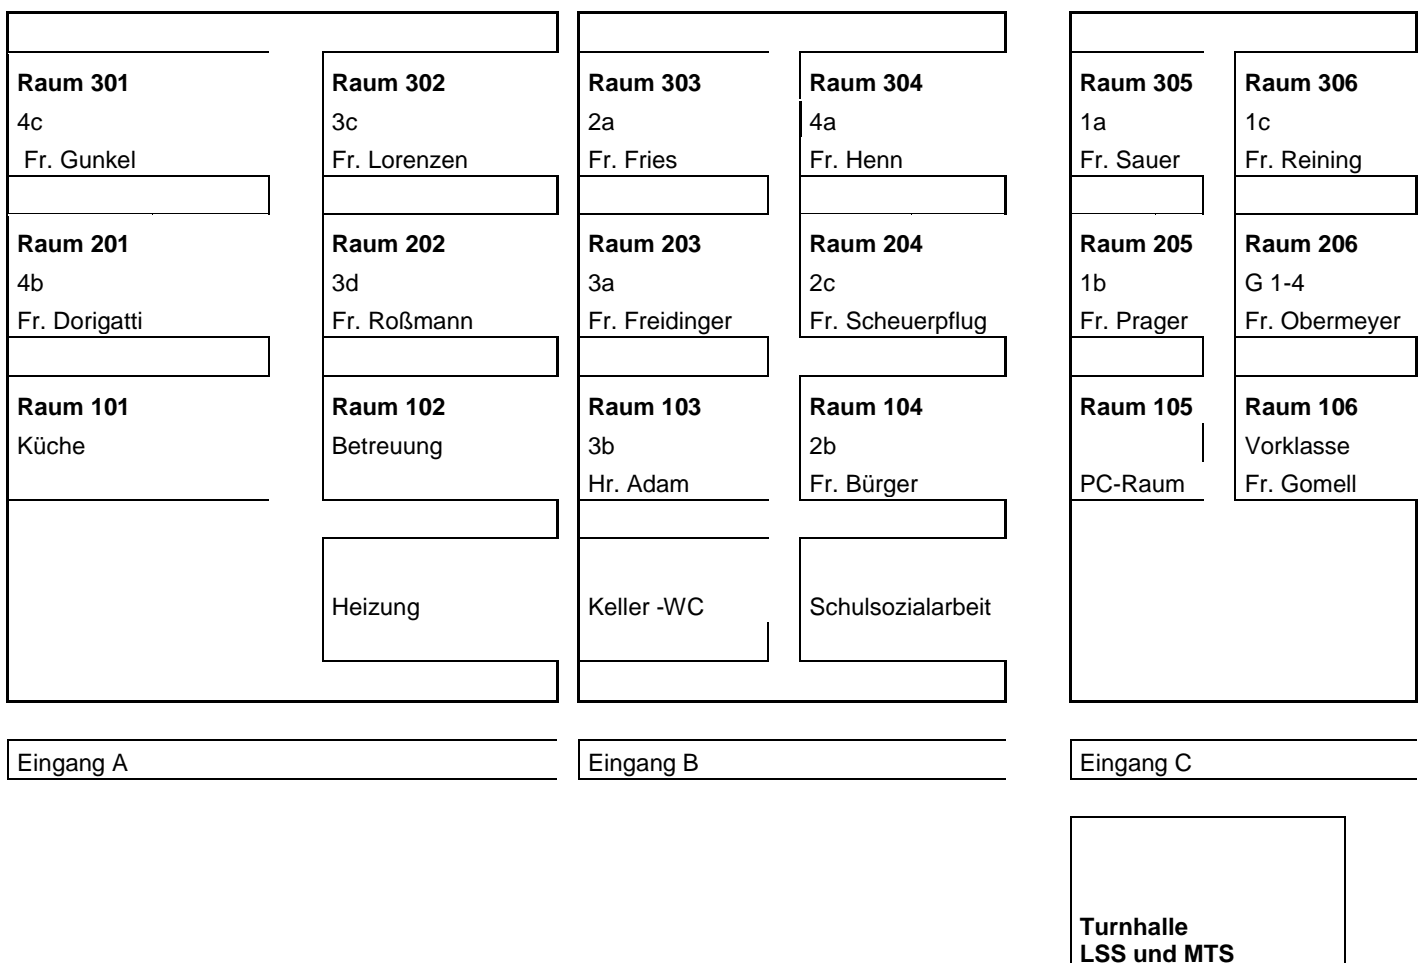 Raum 301
4c
Fr. Gunkel
Raum 302
3c
Fr. Lorenzen
Raum 303
2a
Fr. Fries
Raum 304
4a
Fr. Henn
Raum 305
1a
Fr. Sauer
Raum 306
1c
Fr. Reining
Raum 201
4b
Fr. Dorigatti
Raum 202
3d
Fr. Roßmann
Raum 203
3a
Fr. Freidinger
Raum 204
2c
Fr. Scheuerpflug
Raum 205
1b
Fr. Prager
Raum 206
G 1-4
Fr. Obermeyer
Raum 101
Küche
Raum 102
Betreuung
Raum 103
3b
Hr. Adam
Raum 104
2b
Fr. Bürger
Raum 105
PC-Raum
Raum 106
Vorklasse
Fr. Gomell
Heizung
Keller -WC
Schulsozialarbeit
Eingang A
Eingang B
Eingang C
Turnhalle
LSS und MTS